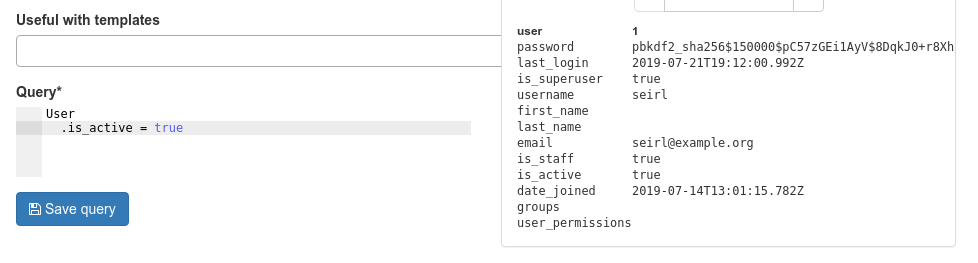 Useful with templates
Query*
User
.is_active = true
Save query
user 1
password pbkdf2_sha256$150000$pC57zGEi1AyV$8DqkJ0+r8Xh
last_login 2019-07-21T19:12:00.992Z
is_superuser true
username seirl
first_name
last_name
email seirl@example.org
is_staff true
is_active true
date_joined 2019-07-14T13:01:15.782Z
groups
user_permissions